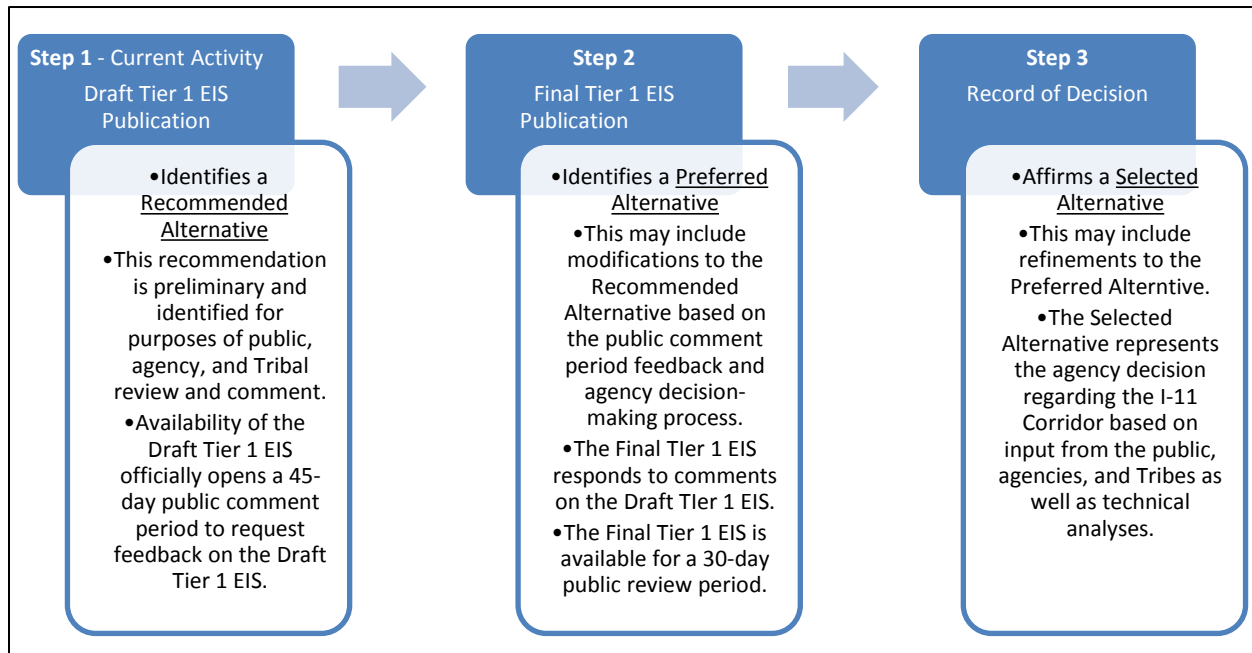 Step 1 - Current Activity
Draft Tier 1 EIS
Publication
•Identifies a
Recommended
Alternative
•This recommendation
is preliminary and
identified for
purposes of public,
agency, and Tribal
review and comment.
•Availability of the
Draft Tier 1 EIS
officially opens a 45-
day public comment
period to request
feedback on the Draft
Tier 1 EIS.
Step 2
Final Tier 1 EIS
Publication
•Identifies a Preferred
Alternative
•This may include
modifications to the
Recommended
Alternative based on
the public comment
period feedback and
agency decision-
making process.
•The Final TIer 1 EIS
responds to comments
on the Draft TIer 1 EIS.
•The Final Tier 1 EIS is
available for a 30-day
public review period.
Step 3
Record of Decision
•Affirms a Selected
Alternative
•This may include
refinements to the
Preferred Alterntive.
•The Selected
Alternative represents
the agency decision
regarding the I-11
Corridor based on
input from the public,
agencies, and Tribes as
well as technical
analyses.